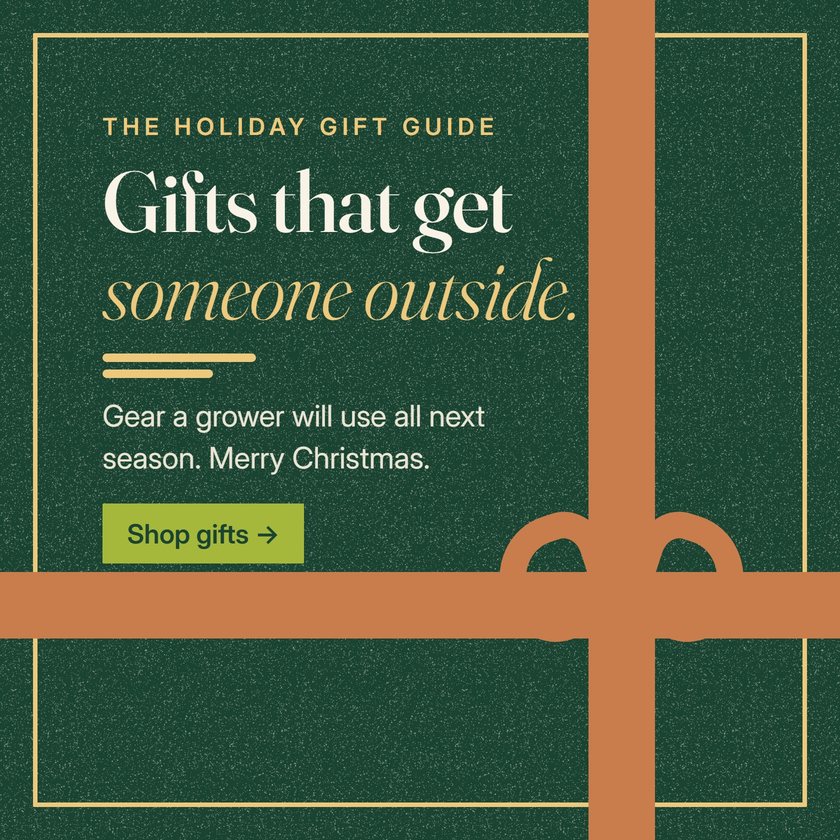 THE HOLIDAY GIFT GUIDE
Gifts that get
someone outside.
Gear a grower will use all next
season. Merry Christmas.
Shop gifts →